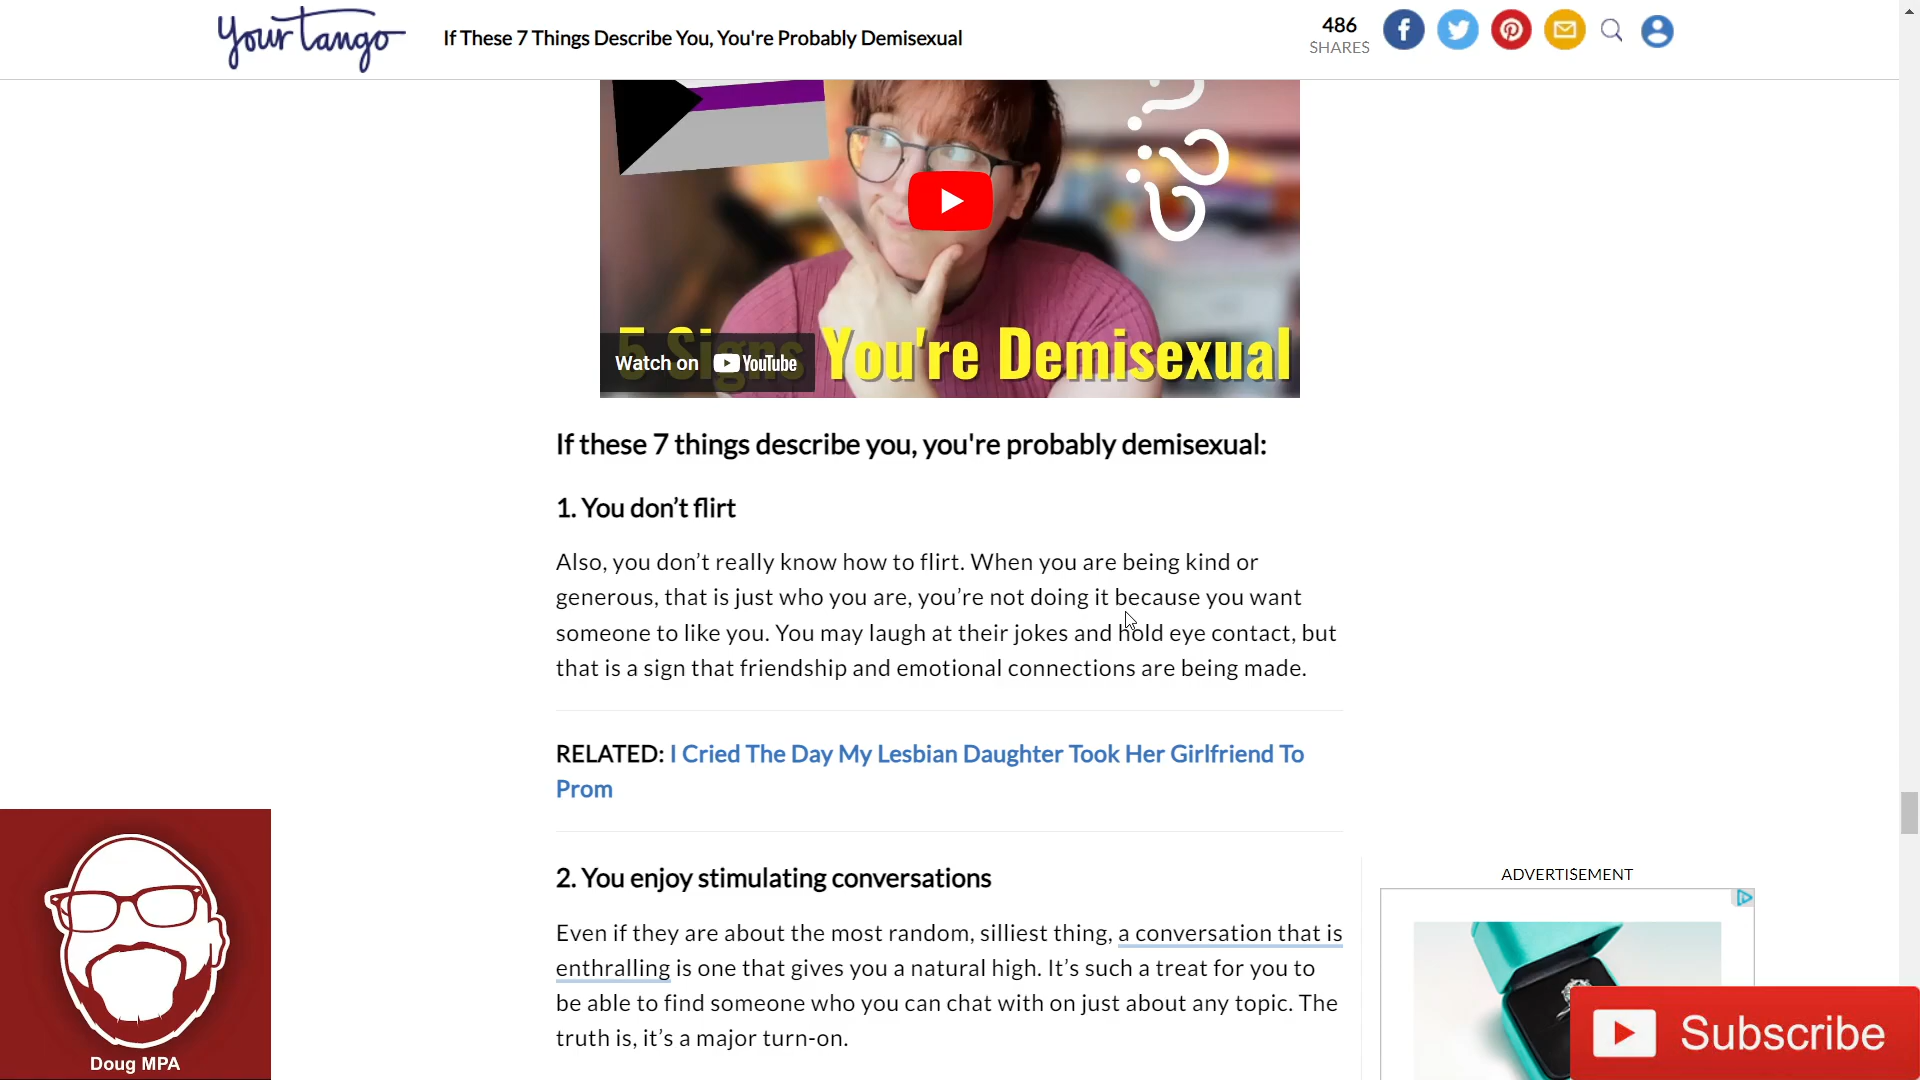 YourTango
If These 7 Things Describe You, You're Probably Demisexual
486
SHARES
5 Signs You're Demisexual
Watch on YouTube
If these 7 things describe you, you're probably demisexual:
1. You don’t flirt
Also, you don’t really know how to flirt. When you are being kind or
generous, that is just who you are, you’re not doing it because you want
someone to like you. You may laugh at their jokes and hold eye contact, but
that is a sign that friendship and emotional connections are being made.
RELATED: I Cried The Day My Lesbian Daughter Took Her Girlfriend To
Prom
2. You enjoy stimulating conversations
Even if they are about the most random, silliest thing, a conversation that is
enthralling is one that gives you a natural high. It’s such a treat for you to
be able to find someone who you can chat with on just about any topic. The
truth is, it’s a major turn-on.
ADVERTISEMENT
Doug MPA
Subscribe